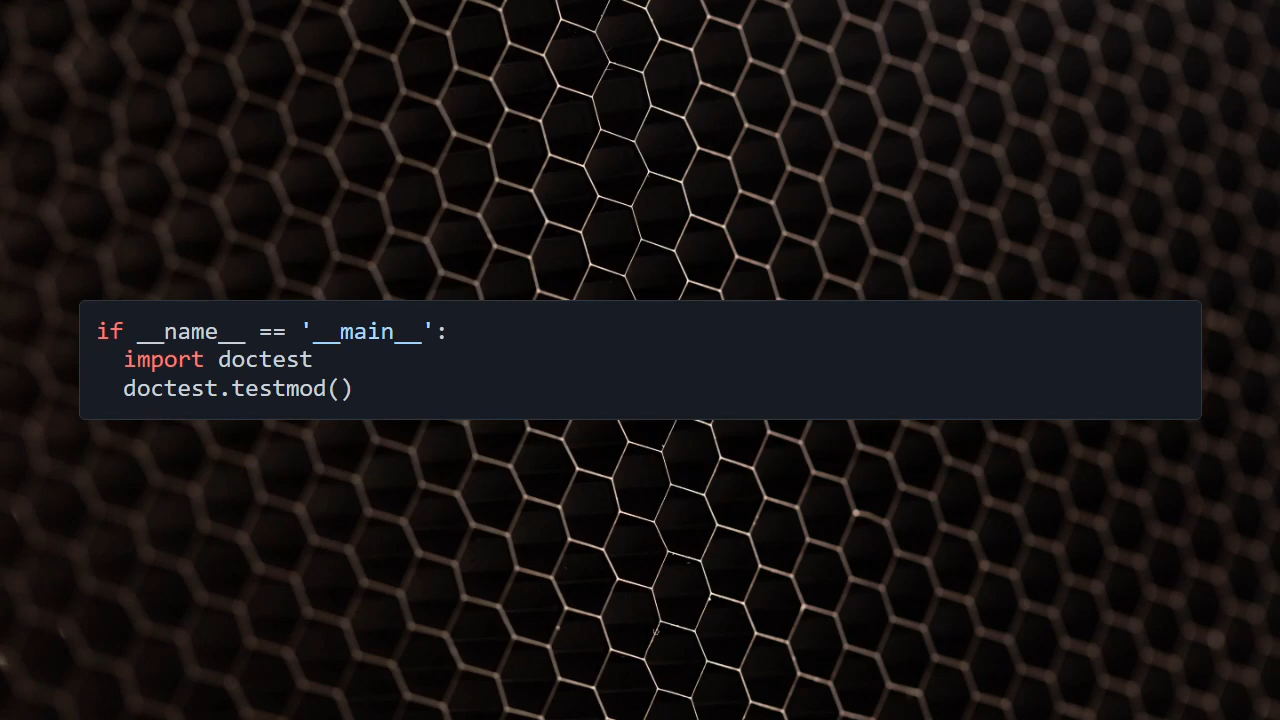 if __name__ == '__main__':
  import doctest
  doctest.testmod()